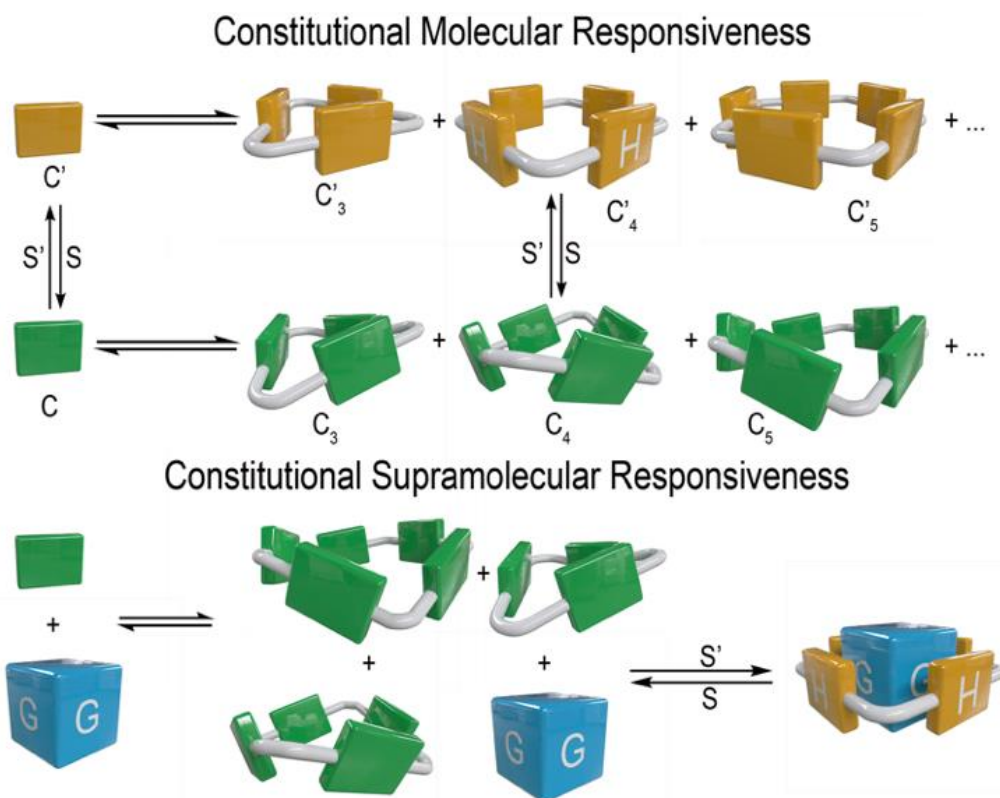 Constitutional Molecular Responsiveness
+ + + ...
H H
C' C'3 C'4 C'5
S' S S' S
+ + + ...
C C3 C4 C5
Constitutional Supramolecular Responsiveness
+
+ + + S'
S
G G G G H G G H